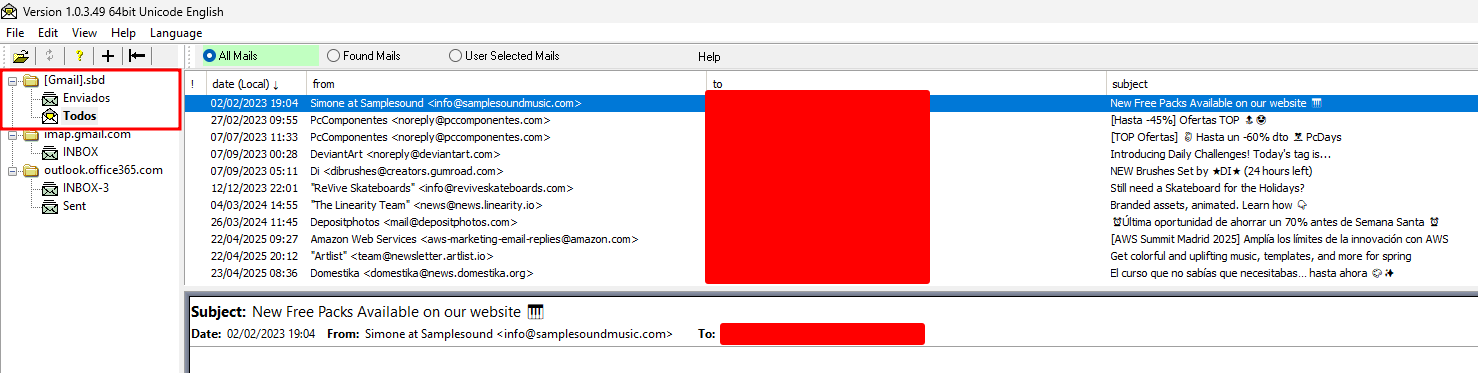 Version 1.0.3.49 64bit Unicode English
File Edit View Help Language
All Mails Found Mails User Selected Mails Help
[Gmail].sbd
Enviados
Todos
imap.gmail.com
INBOX
outlook.office365.com
INBOX-3
Sent
! date (Local) ↓ from to subject
02/02/2023 19:04 Simone at Samplesound <info@samplesoundmusic.com> New Free Packs Available on our website 🎹
27/02/2023 09:55 PcComponentes <noreply@pccomponentes.com> [Hasta -45%] Ofertas TOP
07/07/2023 11:33 PcComponentes <noreply@pccomponentes.com> [TOP Ofertas] Hasta un -60% dto PcDays
07/09/2023 00:28 DeviantArt <noreply@deviantart.com> Introducing Daily Challenges! Today's tag is...
07/09/2023 05:11 Di <dibrushes@creators.gumroad.com> NEW Brushes Set by ★DI★ (24 hours left)
12/12/2023 22:01 "ReVive Skateboards" <info@reviveskateboards.com> Still need a Skateboard for the Holidays?
04/03/2024 14:55 "The Linearity Team" <news@news.linearity.io> Branded assets, animated. Learn how
26/03/2024 11:45 Depositphotos <mail@depositphotos.com> ⏰Última oportunidad de ahorrar un 70% antes de Semana Santa ⏰
22/04/2025 09:27 Amazon Web Services <aws-marketing-email-replies@amazon.com> [AWS Summit Madrid 2025] Amplía los límites de la innovación con AWS
22/04/2025 20:12 "Artlist" <team@newsletter.artlist.io> Get colorful and uplifting music, templates, and more for spring
23/04/2025 08:36 Domestika <domestika@news.domestika.org> El curso que no sabías que necesitabas... hasta ahora
Subject: New Free Packs Available on our website 🎹
Date: 02/02/2023 19:04 From: Simone at Samplesound <info@samplesoundmusic.com> To: